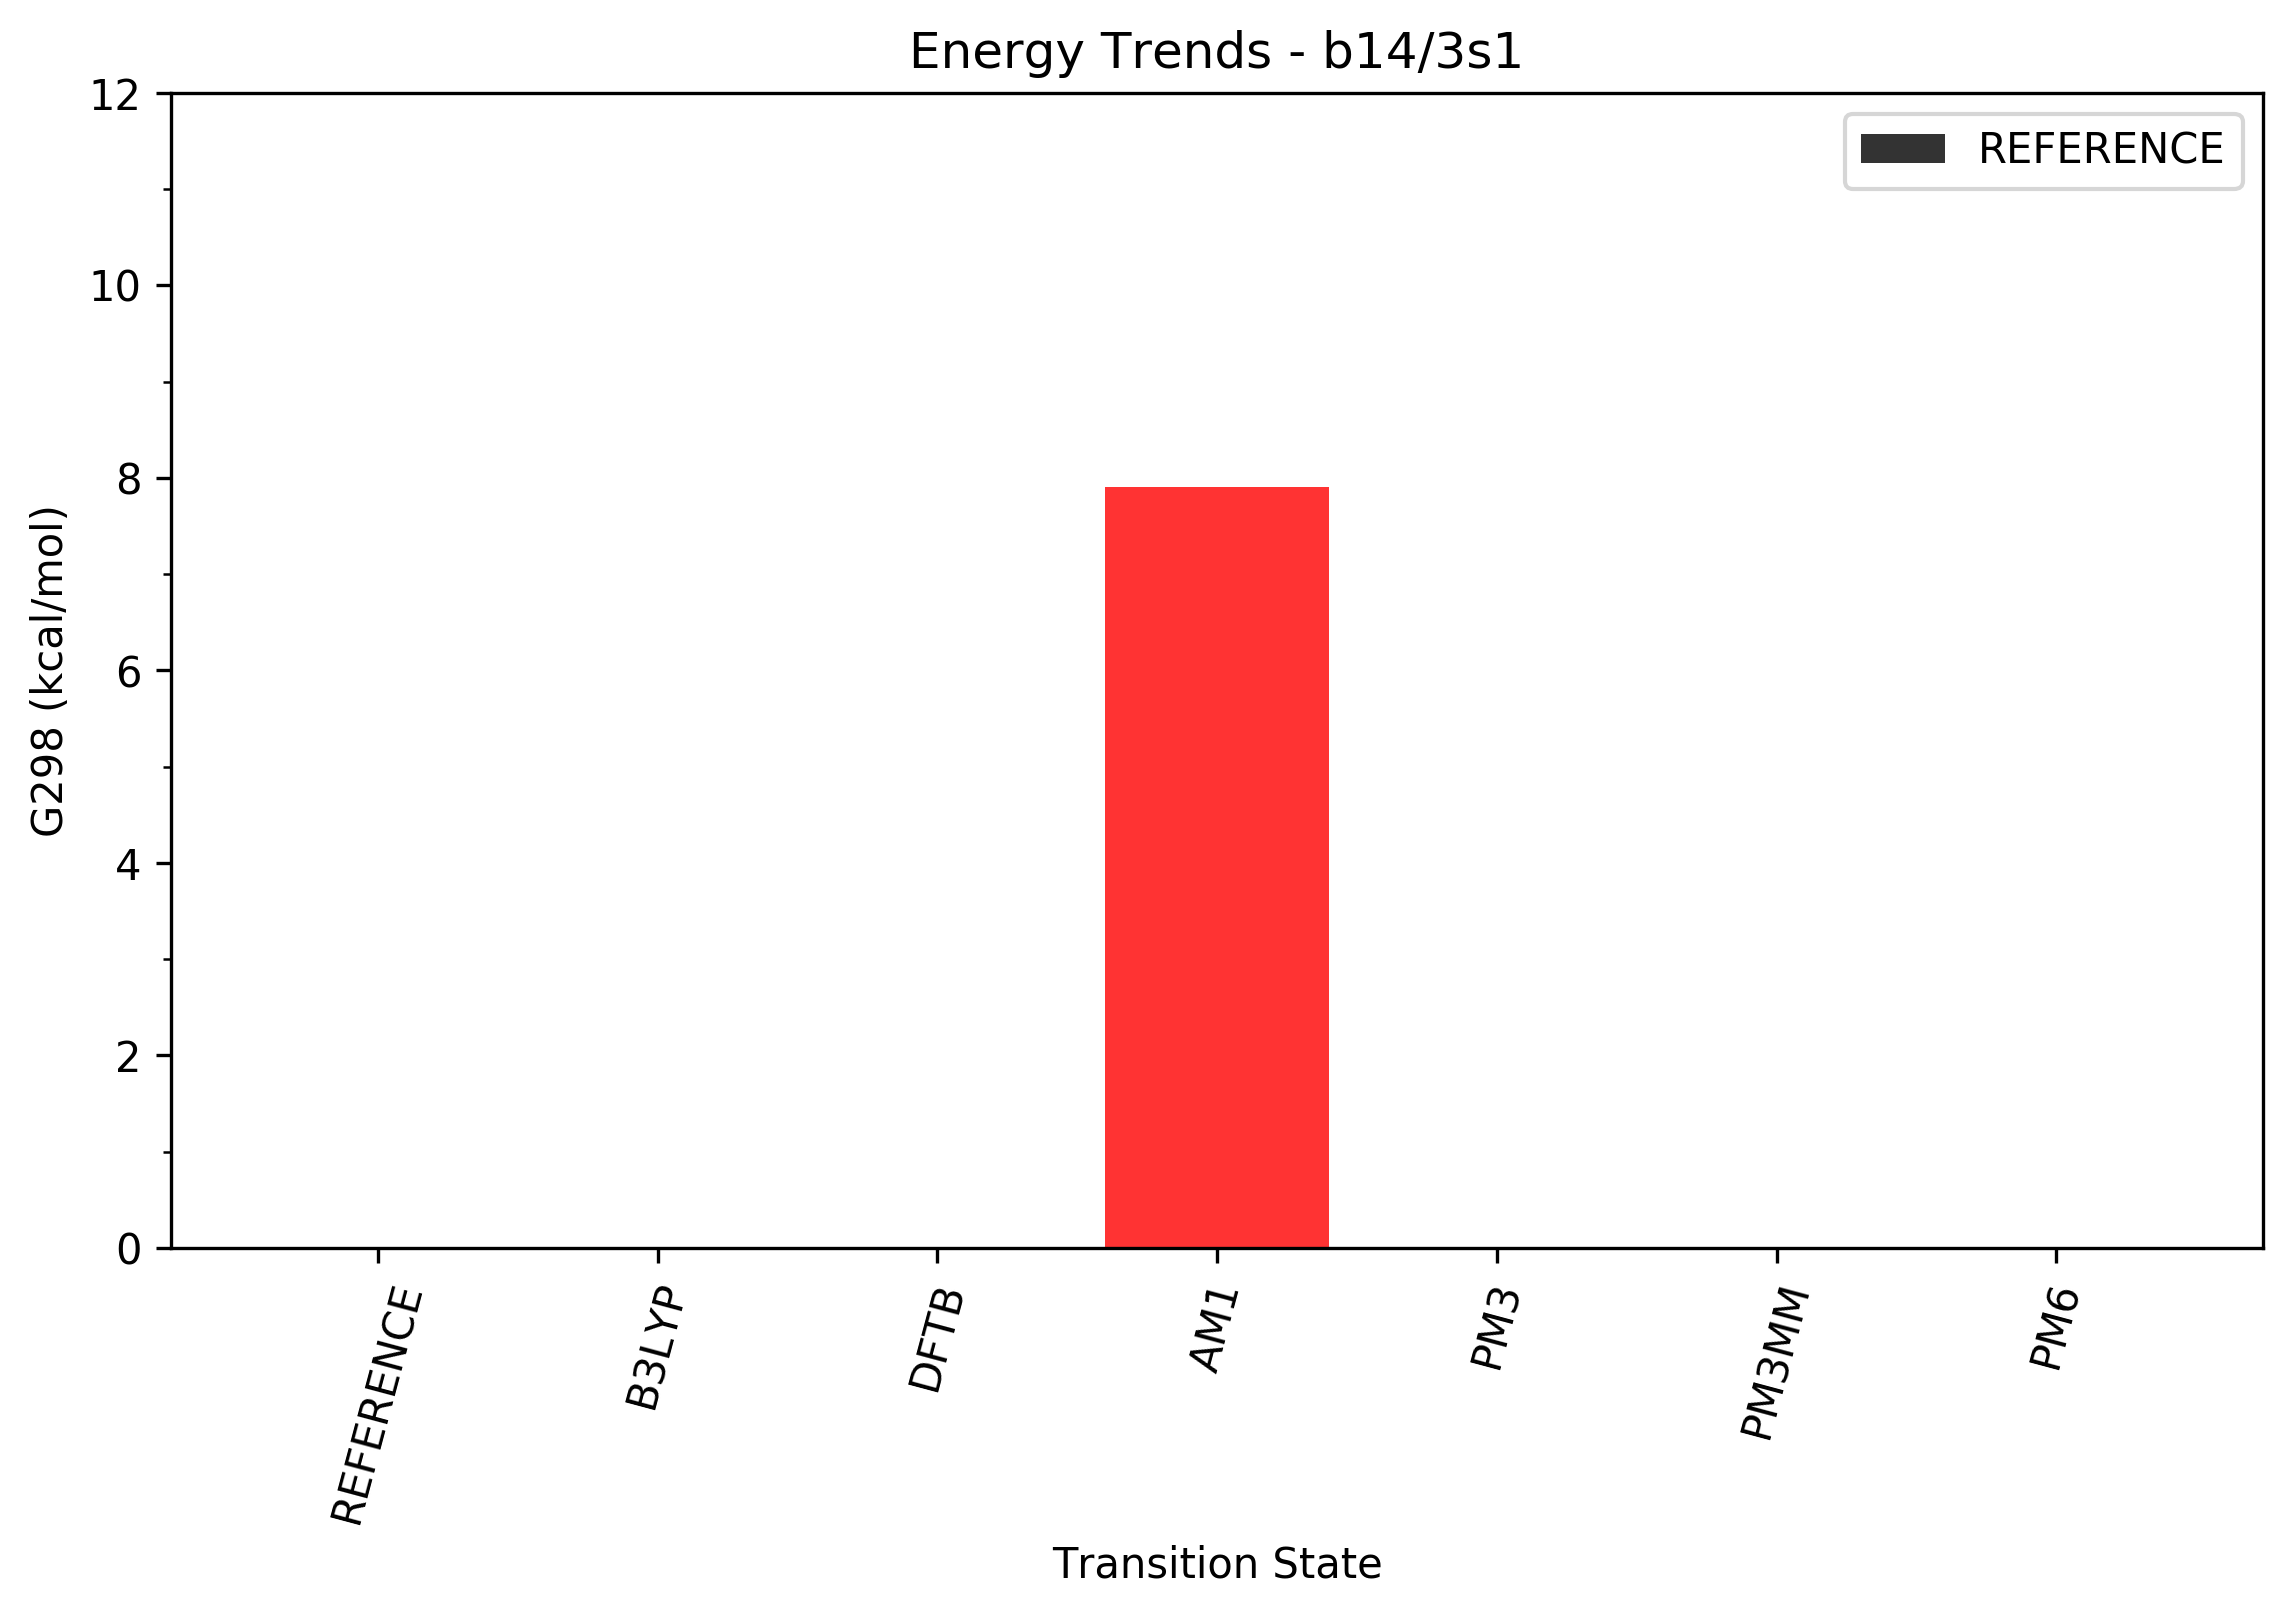 Energy Trends - b14/3s1
REFERENCE
G298 (kcal/mol)
12
10
8
6
4
2
0
REFERENCE
B3LYP
DFTB
AM1
PM3
PM3MM
PM6
Transition State